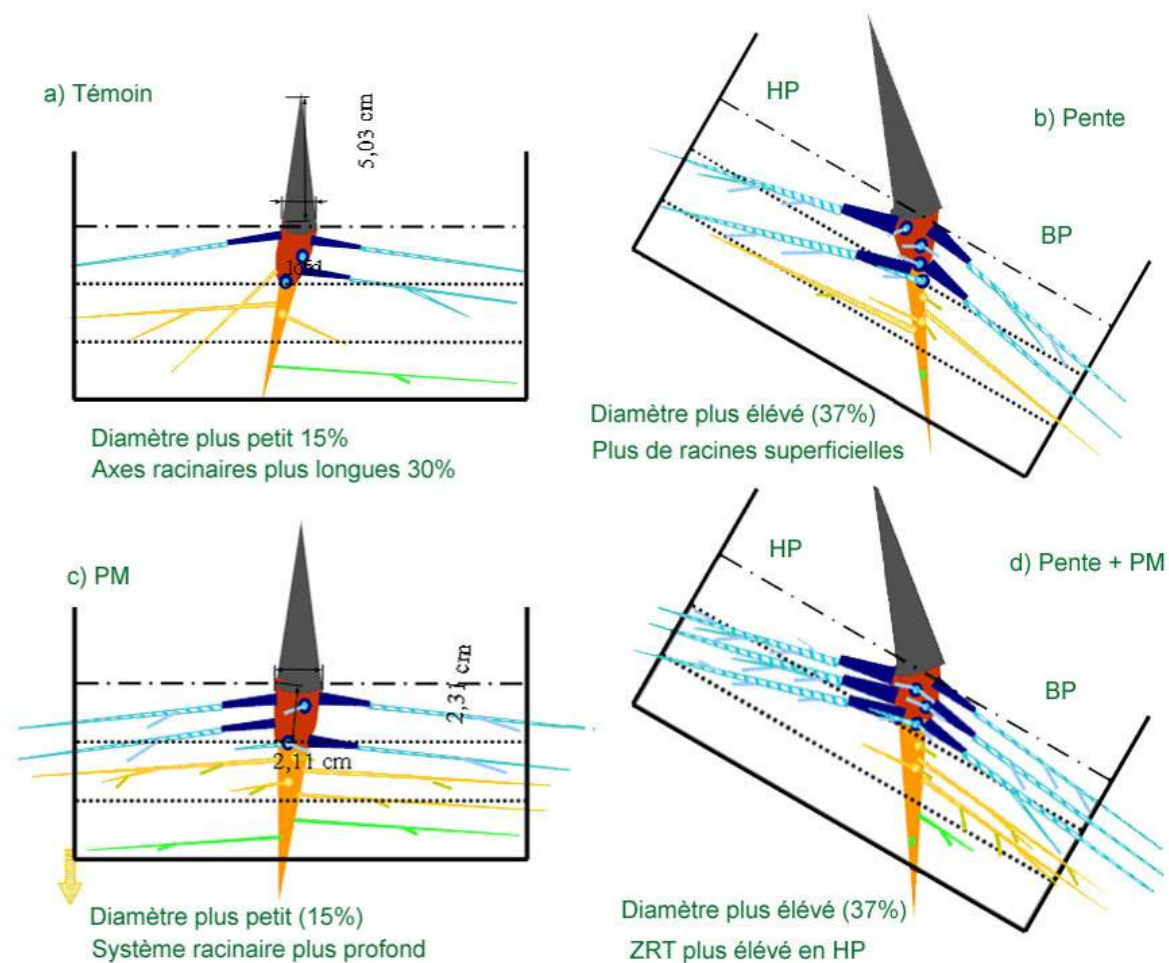 a) Témoin
5,03 cm
Diamètre plus petit 15%
Axes racinaires plus longues 30%
HP
b) Pente
BP
Diamètre plus élévé (37%)
Plus de racines superficielles
c) PM
2,31 cm
2,11 cm
Diamètre plus petit (15%)
Système racinaire plus profond
HP
d) Pente + PM
BP
Diamètre plus élévé (37%)
ZRT plus élevé en HP